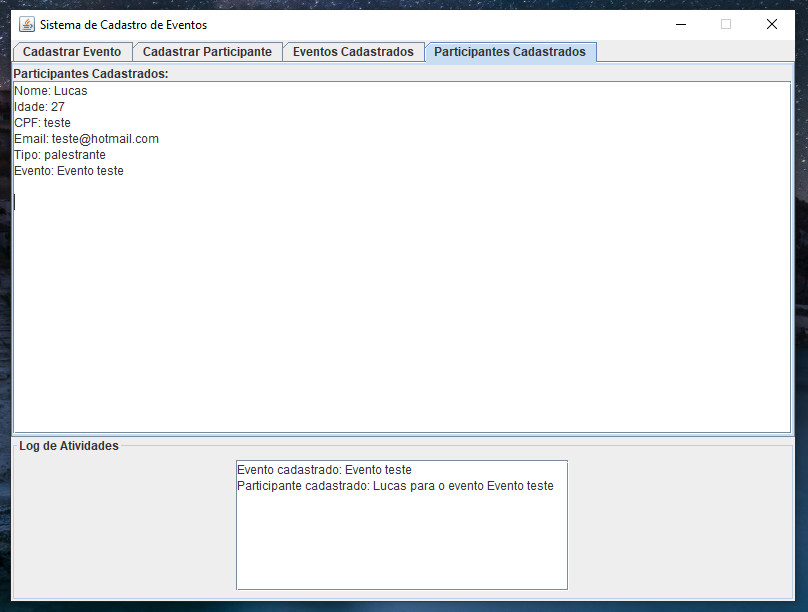 Sistema de Cadastro de Eventos
Cadastrar Evento Cadastrar Participante Eventos Cadastrados Participantes Cadastrados
Participantes Cadastrados:
Nome: Lucas
Idade: 27
CPF: teste
Email: teste@hotmail.com
Tipo: palestrante
Evento: Evento teste
Log de Atividades
Evento cadastrado: Evento teste
Participante cadastrado: Lucas para o evento Evento teste